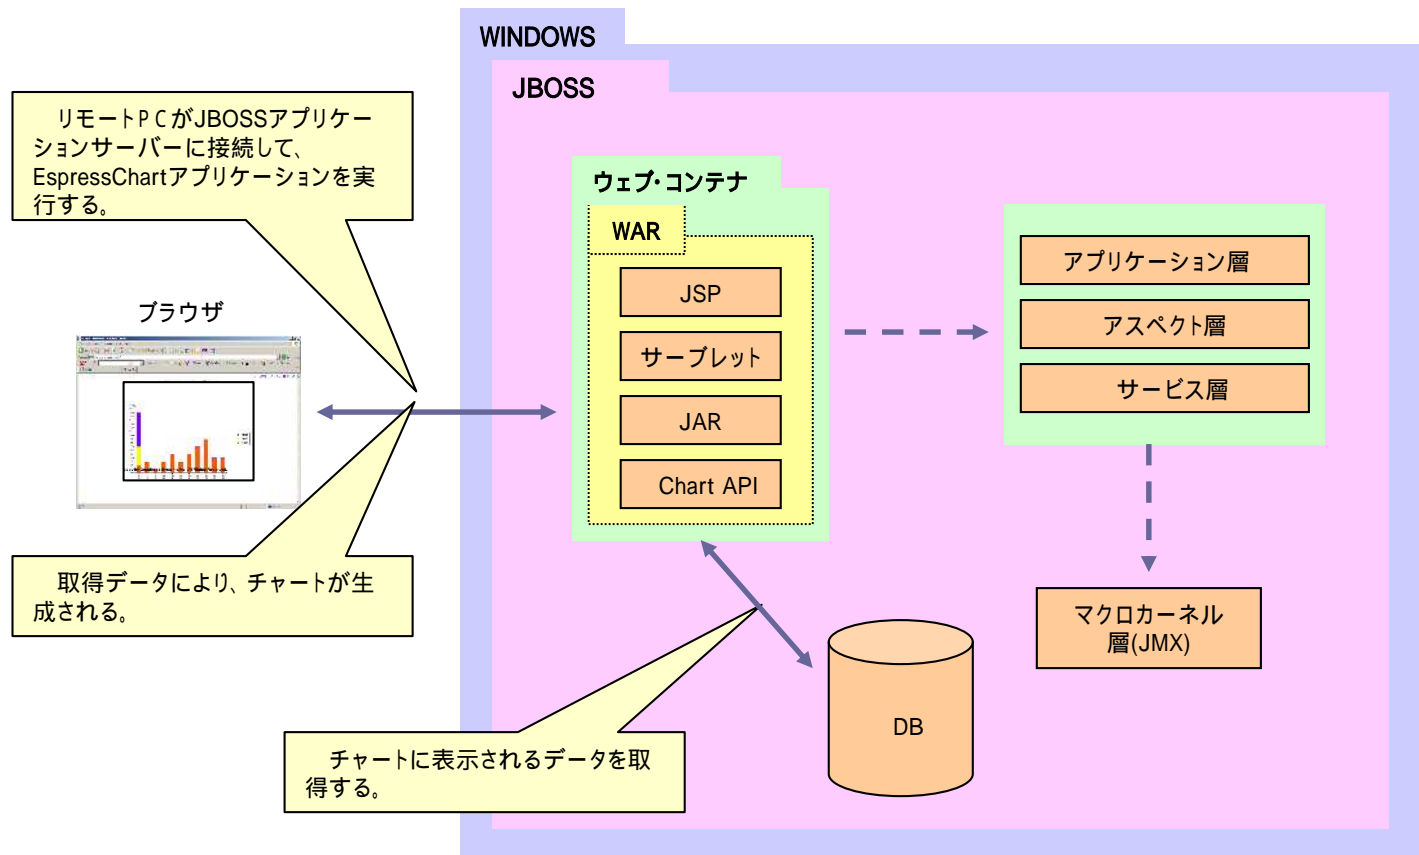 WINDOWS
JBOSS
リモートPCがJBOSSアプリケー
ションサーバーに接続して、
EspressChartアプリケーションを実
行する。
ウェブ・コンテナ
WAR
JSP
サーブレット
JAR
Chart API
アプリケーション層
アスペクト層
サービス層
ブラウザ
取得データにより、チャートが生
成される。
マクロカーネル
層(JMX)
DB
チャートに表示されるデータを取
得する。